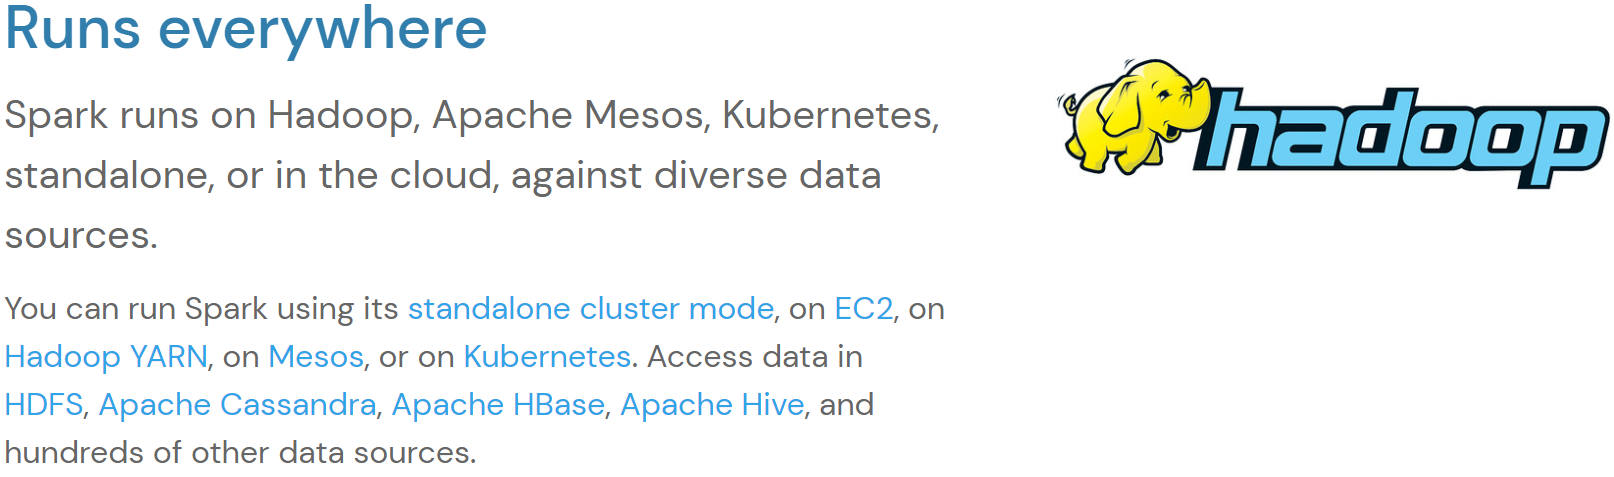 Runs everywhere
Spark runs on Hadoop, Apache Mesos, Kubernetes,
standalone, or in the cloud, against diverse data
sources.
You can run Spark using its standalone cluster mode, on EC2, on
Hadoop YARN, on Mesos, or on Kubernetes. Access data in
HDFS, Apache Cassandra, Apache HBase, Apache Hive, and
hundreds of other data sources.
hadoop